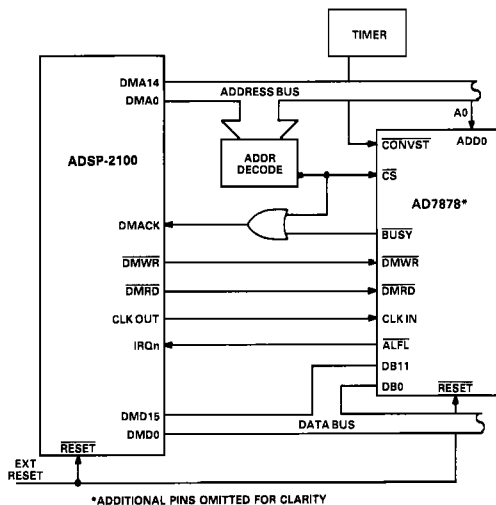 TIMER
DMA14
ADDRESS BUS
DMA0
A0
ADSP-2100
ADDR
DECODE
CONVST
ADD0
CS
AD7878*
DMACK
BUSY
DMWR
DMWR
DMRD
DMRD
CLK OUT
CLK IN
IRQn
ALFL
DB11
DB0
RESET
DMD15
DATA BUS
DMD0
RESET
EXT
RESET
*ADDITIONAL PINS OMITTED FOR CLARITY